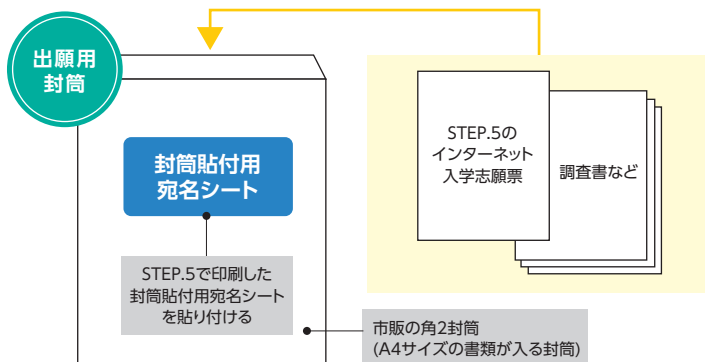 出願用
封筒
封筒貼付用
宛名シート
STEP.5で印刷した
封筒貼付用宛名シート
を貼り付ける
STEP.5の
インターネット
入学志願票
調査書など
市販の角2封筒
(A4サイズの書類が入る封筒)